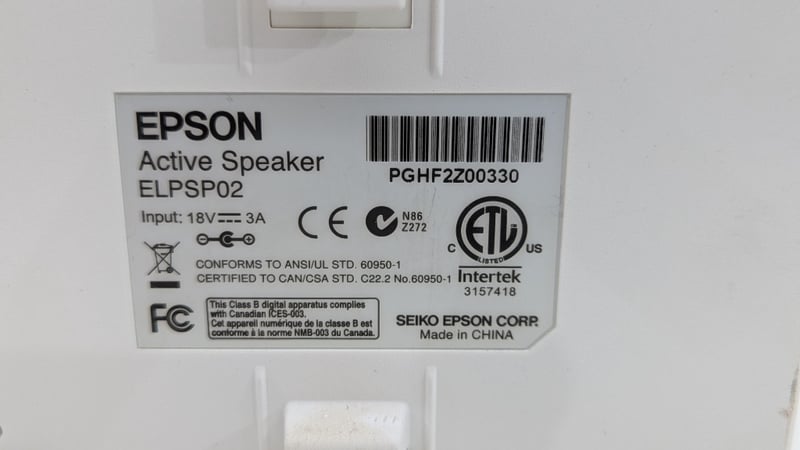 EPSON
Active Speaker
ELPSP02
PGHF2Z00330
Input: 18V⎓3A
CE
N86
Z272
C ETL US
LISTED
Intertek
3157418
CONFORMS TO ANSI/UL STD. 60950-1
CERTIFIED TO CAN/CSA STD. C22.2 No.60950-1
FC
This Class B digital apparatus complies
with Canadian ICES-003.
Cet appareil numérique de la classe B est
conforme à la norme NMB-003 du Canada.
SEIKO EPSON CORP.
Made in CHINA